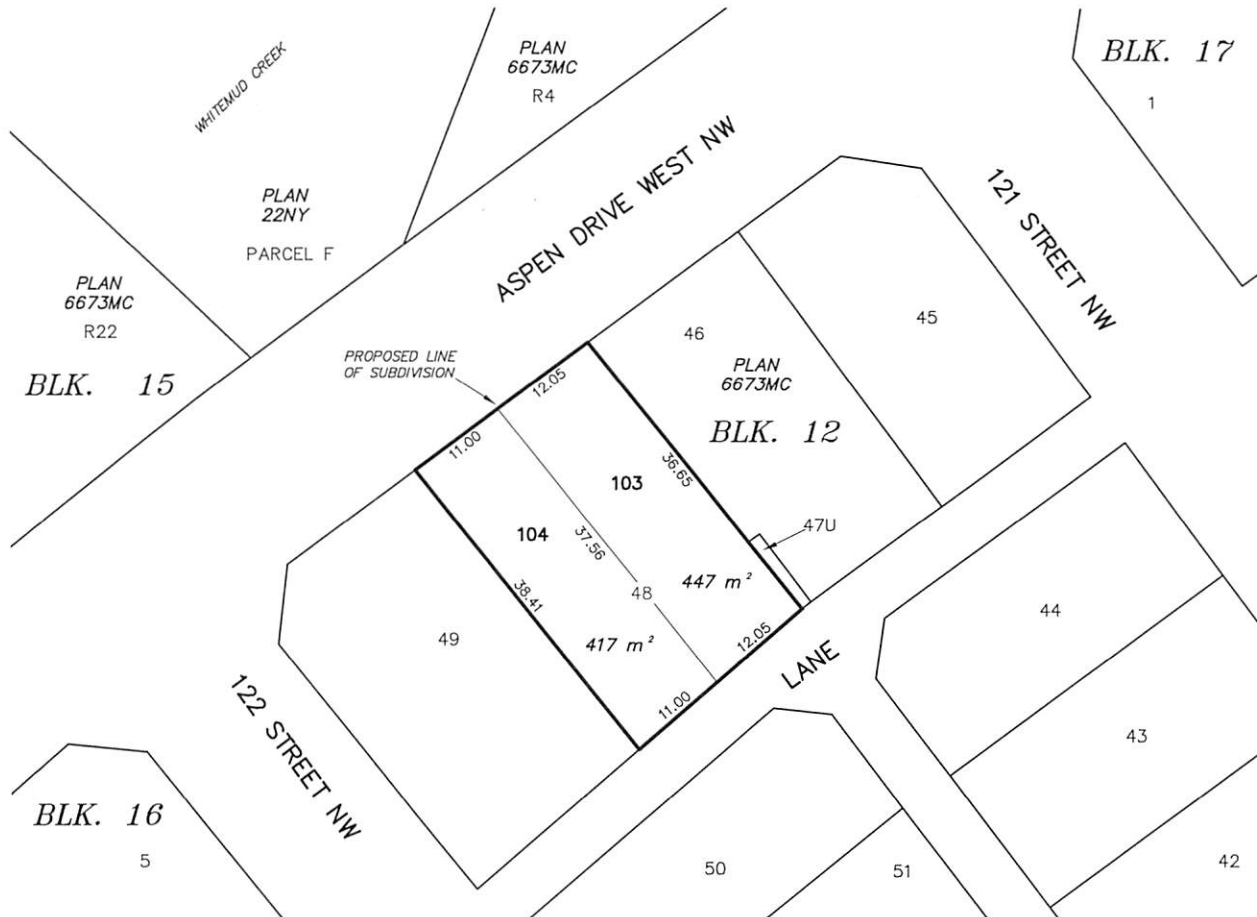 WHITEMUD CREEK
PLAN
6673MC
R4
BLK. 17
1
PLAN
22NY
PARCEL F
ASPEN DRIVE WEST NW
121 STREET NW
PLAN
6673MC
R22
BLK. 15
PROPOSED LINE
OF SUBDIVISION
46
45
PLAN
6673MC
BLK. 12
12.05
11.00
103
36.65
104
37.56
47U
38.41
48
447 m²
417 m²
12.05
11.00
49
LANE
44
43
42
122 STREET NW
BLK. 16
5
50
51